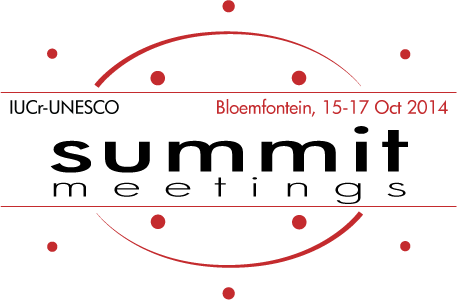 IUCr-UNESCO Bloemfontein, 15-17 Oct 2014
summit
meetings